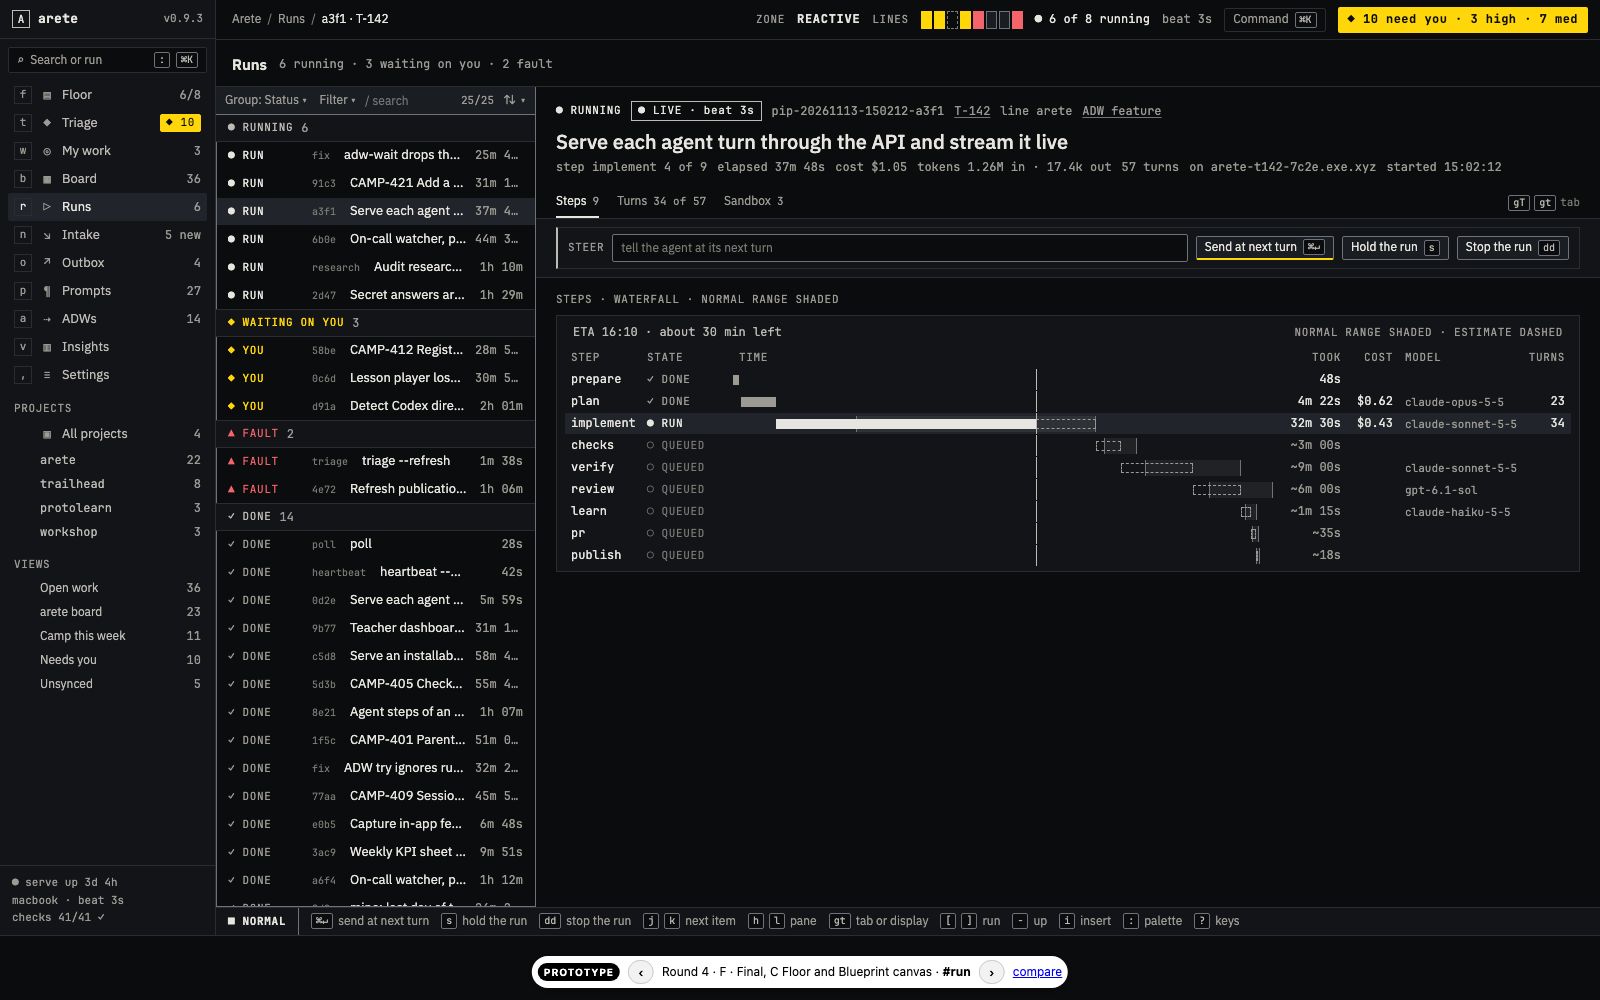 A arete v0.9.3
Search or run : ⌘K
f Floor 6/8
t Triage ◆ 10
w My work 3
b Board 36
r Runs 6
n Intake 5 new
o Outbox 4
p Prompts 27
a ADWs 14
v Insights
, Settings
PROJECTS
All projects 4
arete 22
trailhead 8
protolearn 3
workshop 3
VIEWS
Open work 36
arete board 23
Camp this week 11
Needs you 10
Unsynced 5
● serve up 3d 4h
macbook · beat 3s
checks 41/41 ✓
Arete / Runs / a3f1 · T-142
ZONE REACTIVE LINES ● 6 of 8 running beat 3s Command ⌘K ◆ 10 need you · 3 high · 7 med
Runs 6 running · 3 waiting on you · 2 fault
Group: Status ▾ Filter ▾ / search 25/25 ↑↓ ▾
● RUNNING 6
● RUN fix adw-wait drops th... 25m 4…
● RUN 91c3 CAMP-421 Add a ... 31m 1…
● RUN a3f1 Serve each agent ... 37m 4…
● RUN 6b0e On-call watcher, p... 44m 3…
● RUN research Audit researc... 1h 10m
● RUN 2d47 Secret answers ar... 1h 29m
◆ WAITING ON YOU 3
◆ YOU 58be CAMP-412 Regist... 28m 5…
◆ YOU 0c6d Lesson player los... 30m 5…
◆ YOU d91a Detect Codex dire... 2h 01m
▲ FAULT 2
▲ FAULT triage triage --refresh 1m 38s
▲ FAULT 4e72 Refresh publicatio... 1h 06m
✓ DONE 14
✓ DONE poll poll 28s
✓ DONE heartbeat heartbeat --... 42s
✓ DONE 0d2e Serve each agent ... 5m 59s
✓ DONE 9b77 Teacher dashboar... 31m 1…
✓ DONE c5d8 Serve an installab... 58m 4…
✓ DONE 5d3b CAMP-405 Check... 55m 4…
✓ DONE 8e21 Agent steps of an ... 1h 07m
✓ DONE 1f5c CAMP-401 Parent... 51m 0…
✓ DONE fix ADW try ignores ru... 32m 2…
✓ DONE 77aa CAMP-409 Sessio... 45m 5…
✓ DONE e0b5 Capture in-app fe... 6m 48s
✓ DONE 3ac9 Weekly KPI sheet ... 9m 51s
✓ DONE a6f4 On-call watcher, p... 1h 12m
● RUNNING ● LIVE · beat 3s pip-20261113-150212-a3f1 T-142 line arete ADW feature
Serve each agent turn through the API and stream it live
step implement 4 of 9 elapsed 37m 48s cost $1.05 tokens 1.26M in · 17.4k out 57 turns on arete-t142-7c2e.exe.xyz started 15:02:12
Steps 9 Turns 34 of 57 Sandbox 3 gT gt tab
STEER tell the agent at its next turn Send at next turn ⌘↵ Hold the run s Stop the run dd
STEPS · WATERFALL · NORMAL RANGE SHADED
ETA 16:10 · about 30 min left NORMAL RANGE SHADED · ESTIMATE DASHED
STEP STATE TIME TOOK COST MODEL TURNS
prepare ✓ DONE 48s
plan ✓ DONE 4m 22s $0.62 claude-opus-5-5 23
implement ● RUN 32m 30s $0.43 claude-sonnet-5-5 34
checks ○ QUEUED ~3m 00s
verify ○ QUEUED ~9m 00s claude-sonnet-5-5
review ○ QUEUED ~6m 00s gpt-6.1-sol
learn ○ QUEUED ~1m 15s claude-haiku-5-5
pr ○ QUEUED ~35s
publish ○ QUEUED ~18s
■ NORMAL ⌘↵ send at next turn s hold the run dd stop the run j k next item h l pane gt tab or display [ ] run - up i insert : palette ? keys
PROTOTYPE ‹ Round 4 · F · Final, C Floor and Blueprint canvas · #run › compare